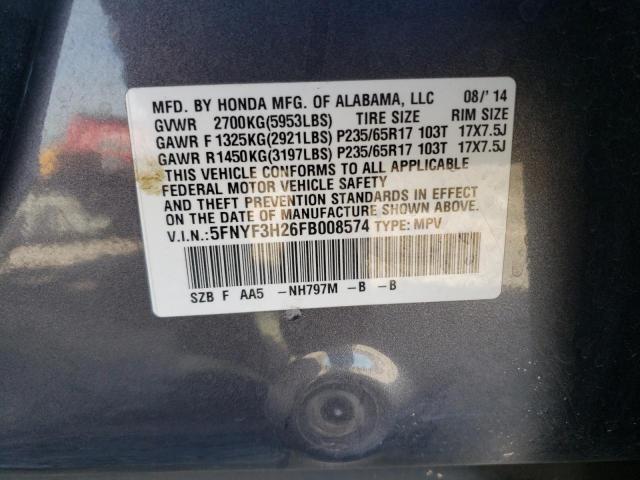 MFD. BY HONDA MFG. OF ALABAMA, LLC 08/'14
GVWR 2700KG(5953LBS) TIRE SIZE RIM SIZE
GAWR F 1325KG(2921LBS) P235/65R17 103T 17X7.5J
GAWR R1450KG(3197LBS) P235/65R17 103T 17X7.5J
THIS VEHICLE CONFORMS TO ALL APPLICABLE
FEDERAL MOTOR VEHICLE SAFETY
AND THEFT PREVENTION STANDARDS IN EFFECT
ON THE DATE OF MANUFACTURE SHOWN ABOVE.
V.I.N.:5FNYF3H26FB008574 TYPE: MPV
SZB F AA5 -NH797M -B -B